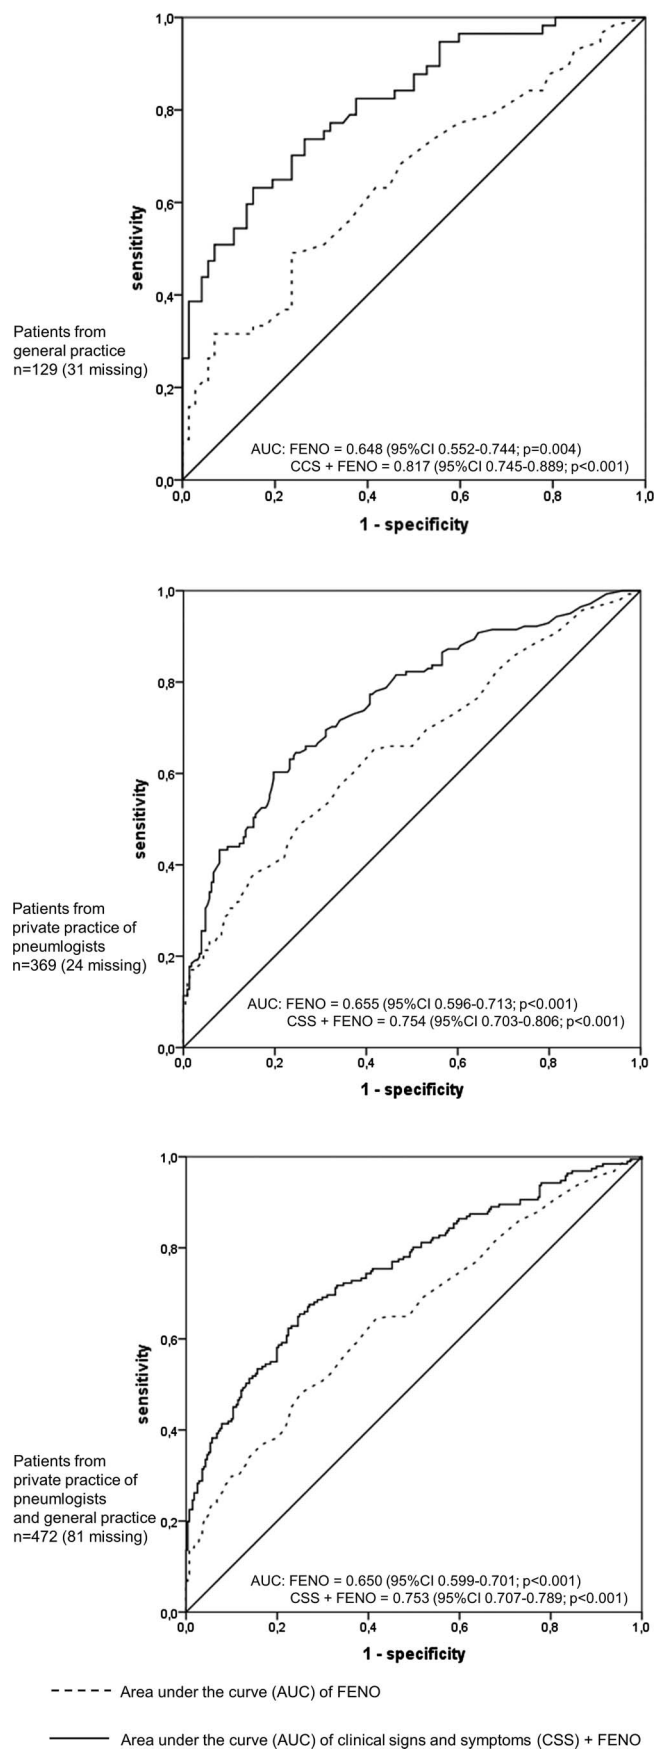 1,0
0,8
0,6
0,4
0,2
0,0
sensitivity
Patients from
general practice
n=129 (31 missing)
AUC: FENO = 0.648 (95%CI 0.552-0.744; p=0.004)
CCS + FENO = 0.817 (95%CI 0.745-0.889; p<0.001)
0,0 0,2 0,4 0,6 0,8 1,0
1 - specificity
1,0
0,8
0,6
0,4
0,2
0,0
sensitivity
Patients from
private practice of
pneumlogists
n=369 (24 missing)
AUC: FENO = 0.655 (95%CI 0.596-0.713; p<0.001)
CSS + FENO = 0.754 (95%CI 0.703-0.806; p<0.001)
0,0 0,2 0,4 0,6 0,8 1,0
1 - specificity
1,0
0,8
0,6
0,4
0,2
0,0
sensitivity
Patients from
private practice of
pneumlogists
and general practice
n=472 (81 missing)
AUC: FENO = 0.650 (95%CI 0.599-0.701; p<0.001)
CSS + FENO = 0.753 (95%CI 0.707-0.789; p<0.001)
0,0 0,2 0,4 0,6 0,8 1,0
1 - specificity
Area under the curve (AUC) of FENO
Area under the curve (AUC) of clinical signs and symptoms (CSS) + FENO